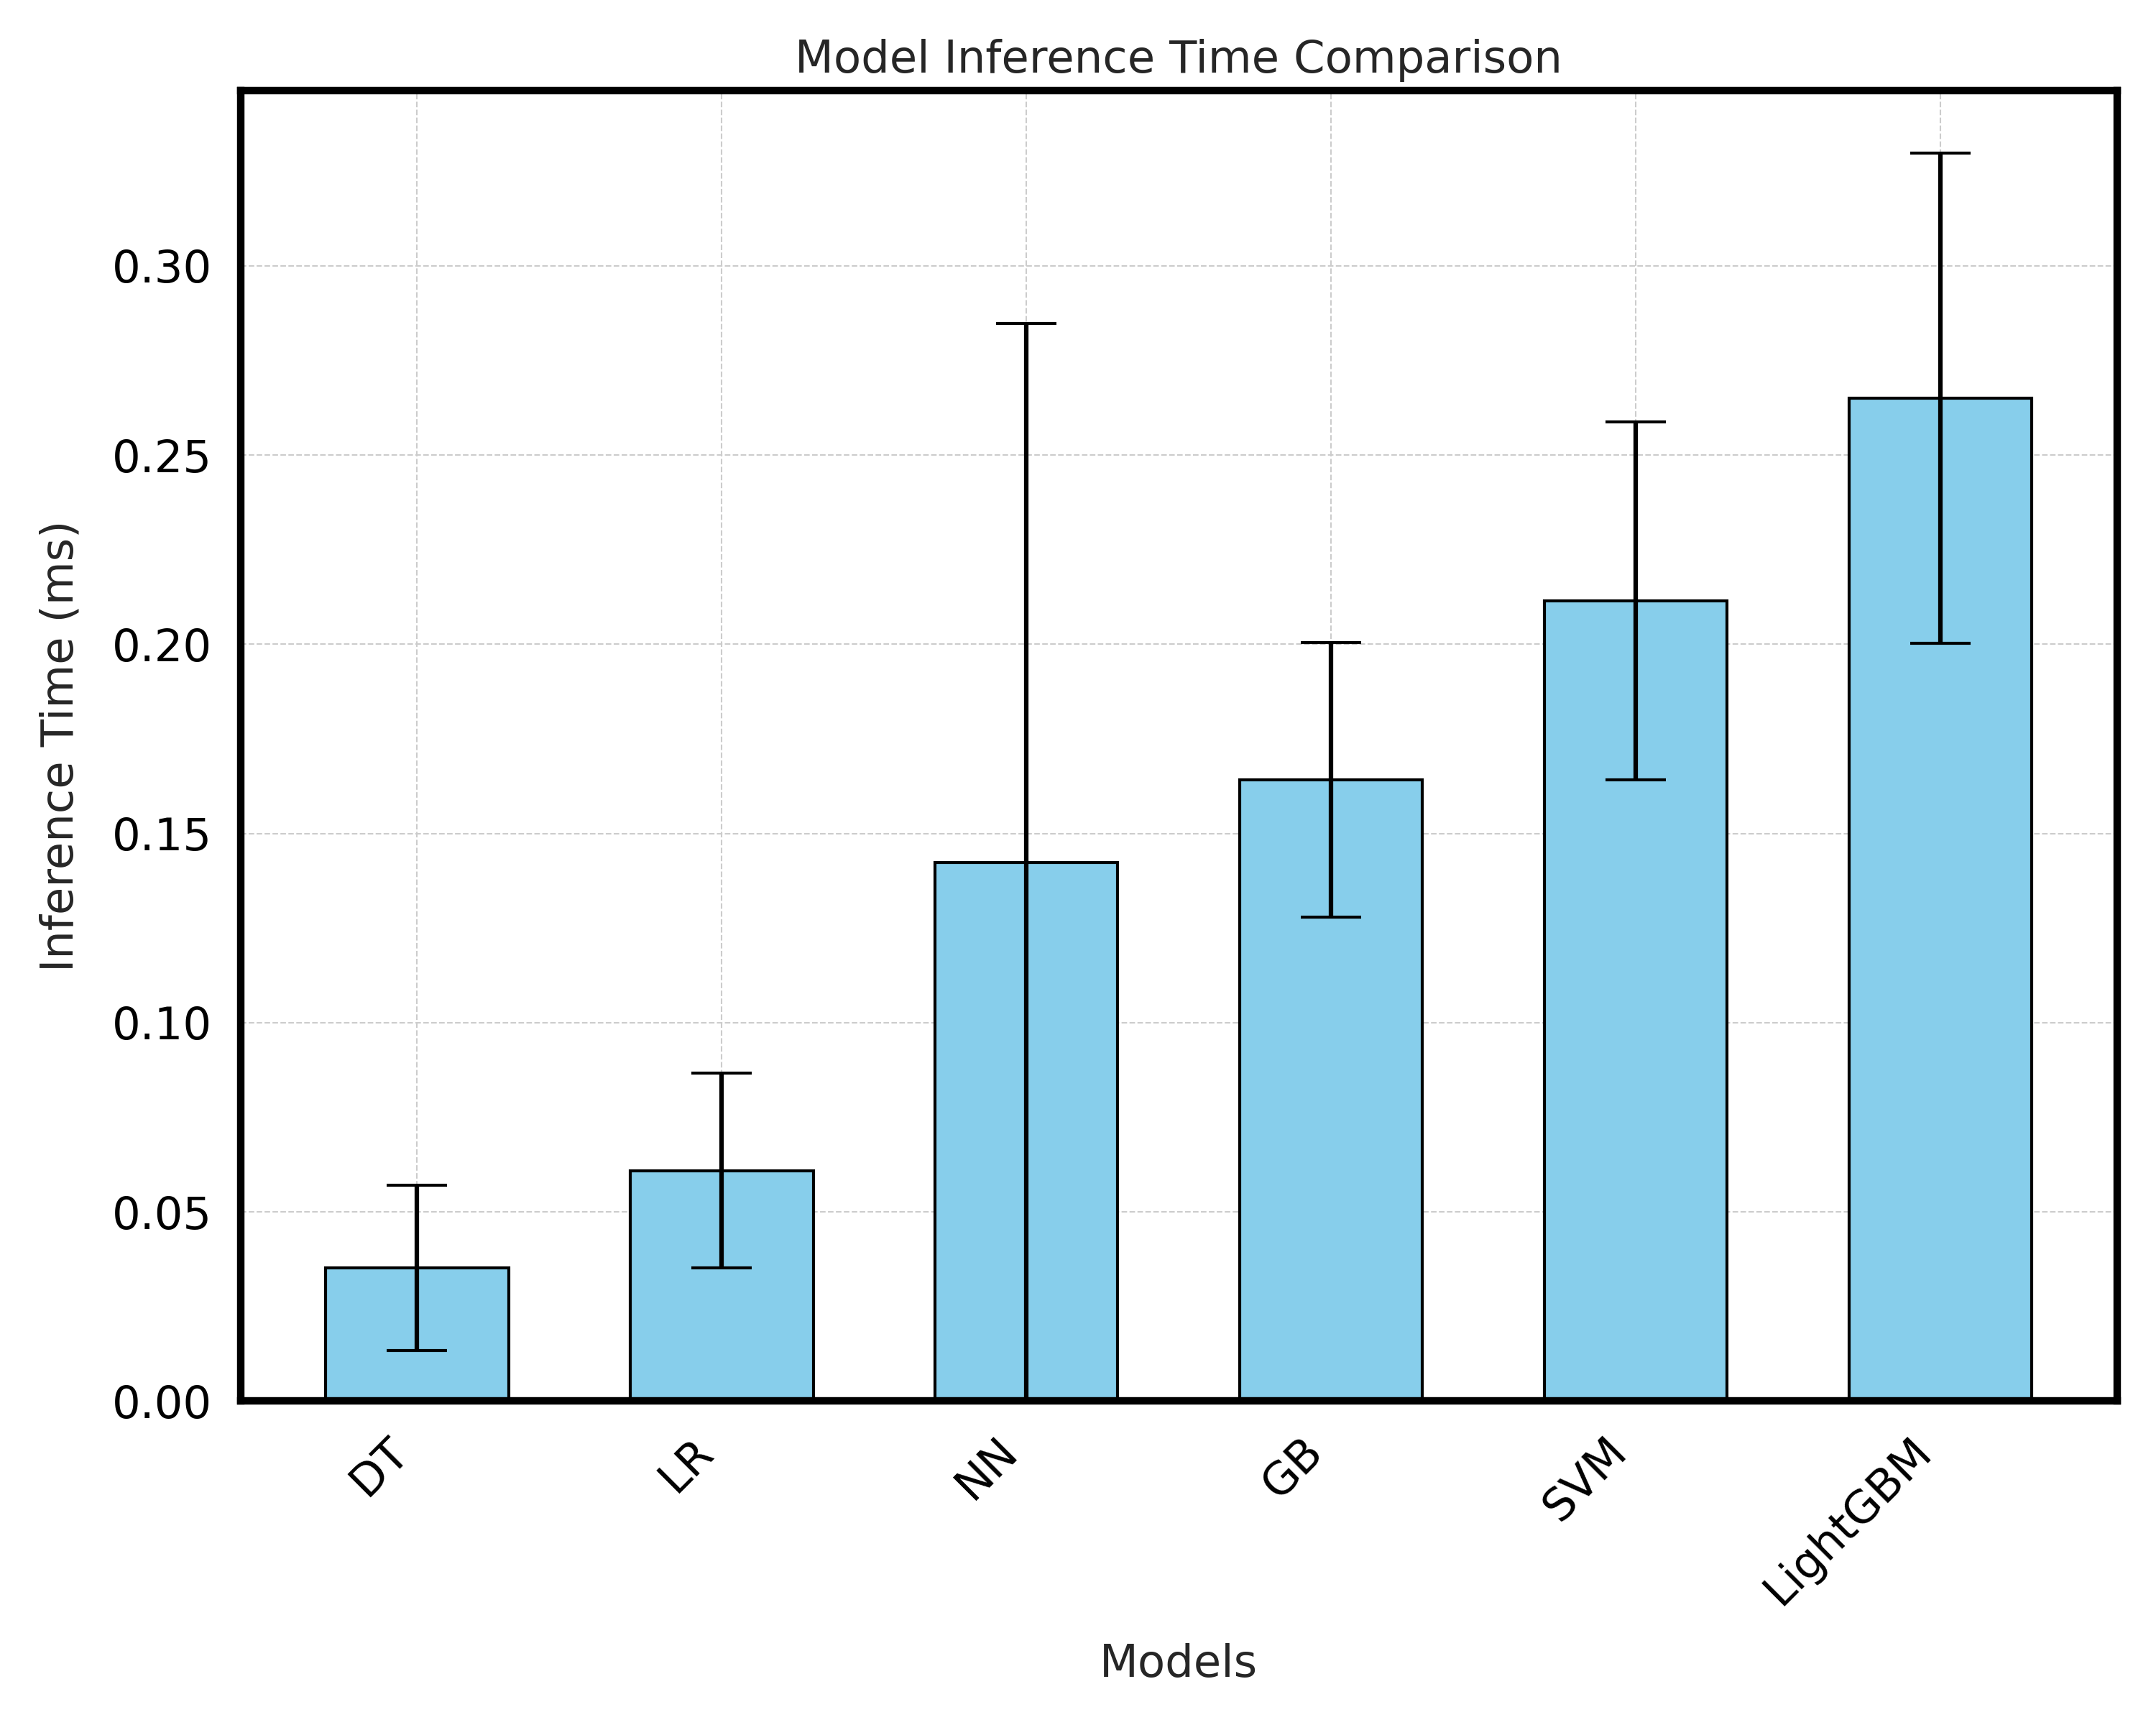 Model Inference Time Comparison
Inference Time (ms)
0.30
0.25
0.20
0.15
0.10
0.05
0.00
DT
LR
NN
GB
SVM
LightGBM
Models